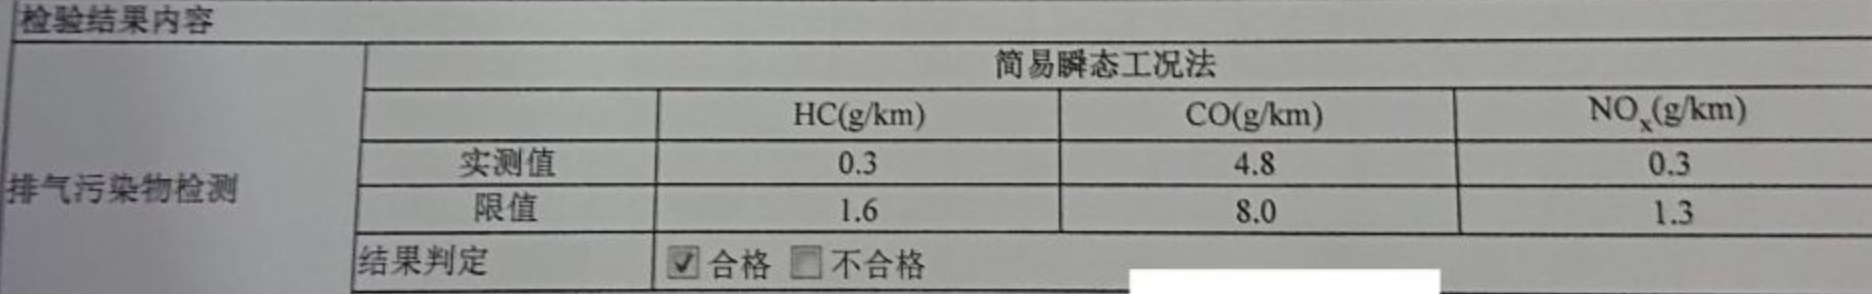 检验结果内容
简易瞬态工况法
HC(g/km) CO(g/km) NOx(g/km)
实测值 0.3 4.8 0.3
排气污染物检测
限值 1.6 8.0 1.3
结果判定 ☑合格 ☐不合格